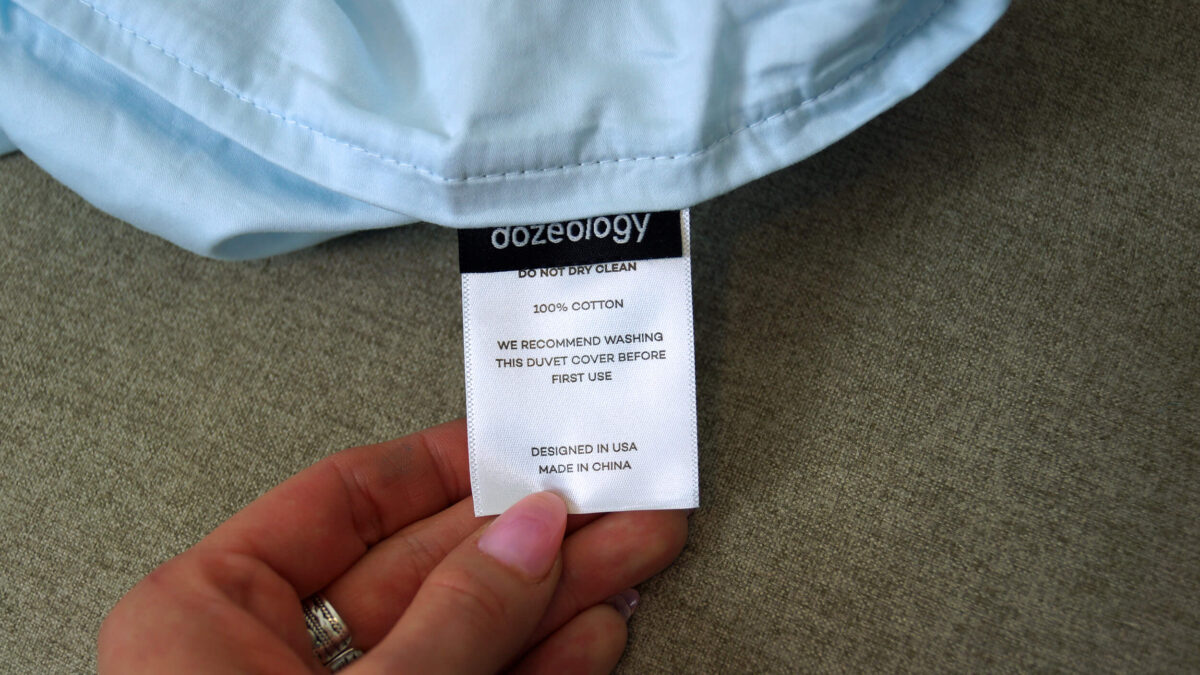 dozeology
DO NOT DRY CLEAN
100% COTTON
WE RECOMMEND WASHING
THIS DUVET COVER BEFORE
FIRST USE
DESIGNED IN USA
MADE IN CHINA